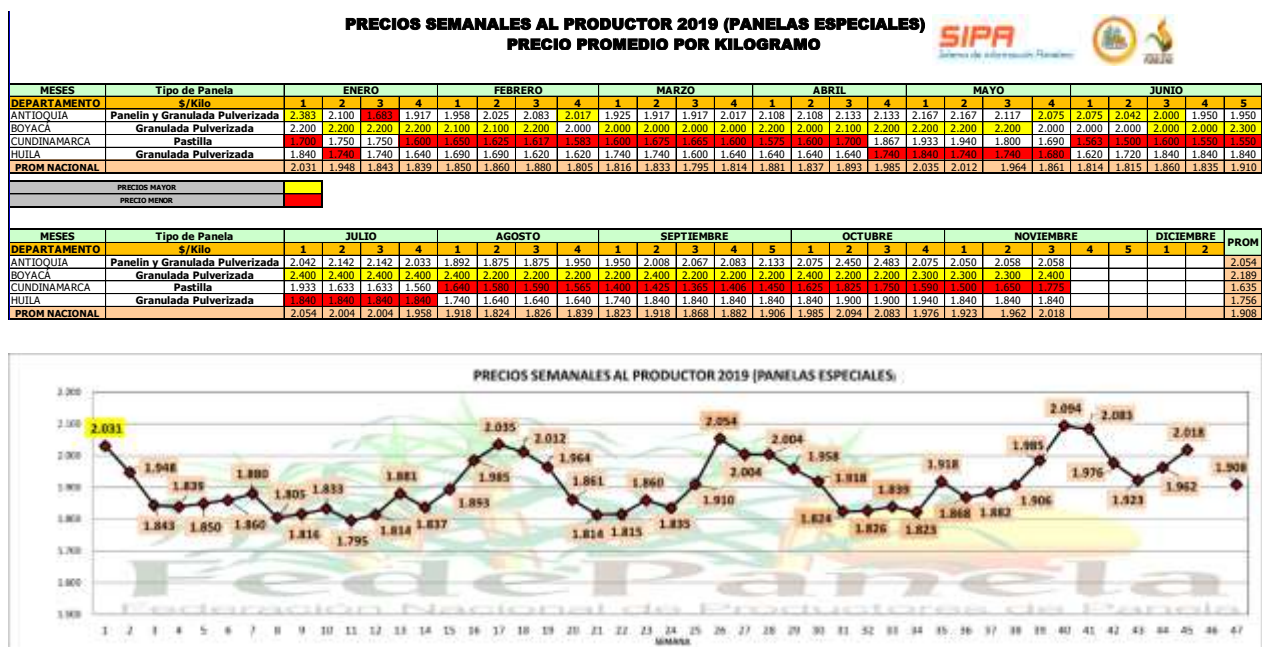 PRECIOS SEMANALES AL PRODUCTOR 2019 (PANELAS ESPECIALES)
PRECIO PROMEDIO POR KILOGRAMO
SIPA
MESES Tipo de Panela ENERO FEBRERO MARZO ABRIL MAYO JUNIO
DEPARTAMENTO $/Kilo 1 2 3 4 1 2 3 4 1 2 3 4 1 2 3 4 1 2 3 4 1 2 3 4 5
ANTIOQUIA Panelin y Granulada Pulverizada 2.383 2.100 1.683 1.917 1.958 2.025 2.083 2.017 1.925 1.917 1.917 2.017 2.108 2.108 2.133 2.133 2.167 2.167 2.117 2.075 2.075 2.042 2.000 1.950 1.950
BOYACÀ Granulada Pulverizada 2.200 2.200 2.200 2.200 2.100 2.100 2.200 2.000 2.000 2.000 2.000 2.000 2.000 2.000 2.200 2.200 2.200 2.200 2.200 2.000 2.000 2.000 2.000 2.000 2.300
CUNDINAMARCA Pastilla 1.700 1.750 1.750 1.600 1.650 1.625 1.617 1.583 1.600 1.675 1.665 1.600 1.575 1.600 1.700 1.867 1.933 1.940 1.800 1.690 1.563 1.500 1.600 1.550 1.550
HUILA Granulada Pulverizada 1.840 1.740 1.740 1.640 1.690 1.690 1.620 1.620 1.740 1.740 1.600 1.640 1.640 1.640 1.640 1.740 1.840 1.740 1.740 1.680 1.620 1.720 1.840 1.840 1.840
PROM NACIONAL 2.031 1.948 1.843 1.839 1.850 1.860 1.880 1.805 1.816 1.833 1.795 1.814 1.881 1.837 1.893 1.985 2.035 2.012 1.964 1.861 1.814 1.815 1.860 1.835 1.910
PRECIOS MAYOR
PRECIO MENOR
MESES Tipo de Panela JULIO AGOSTO SEPTIEMBRE OCTUBRE NOVIEMBRE DICIEMBRE PROM
DEPARTAMENTO $/Kilo 1 2 3 4 1 2 3 4 1 2 3 4 5 1 2 3 4 1 2 3 4 5 1 2
ANTIOQUIA Panelin y Granulada Pulverizada 2.042 2.142 2.142 2.033 1.892 1.875 1.875 1.950 1.950 2.008 2.067 2.083 2.133 2.075 2.450 2.483 2.075 2.050 2.058 2.058 2.054
BOYACÀ Granulada Pulverizada 2.400 2.400 2.400 2.400 2.400 2.200 2.200 2.200 2.200 2.400 2.200 2.200 2.200 2.400 2.200 2.200 2.300 2.300 2.300 2.400 2.189
CUNDINAMARCA Pastilla 1.933 1.633 1.633 1.560 1.640 1.580 1.590 1.565 1.400 1.425 1.365 1.406 1.450 1.625 1.825 1.750 1.590 1.500 1.650 1.775 1.635
HUILA Granulada Pulverizada 1.840 1.840 1.840 1.840 1.740 1.640 1.640 1.640 1.740 1.840 1.840 1.840 1.840 1.840 1.900 1.900 1.940 1.840 1.840 1.840 1.756
PROM NACIONAL 2.054 2.004 2.004 1.958 1.918 1.824 1.826 1.839 1.823 1.918 1.868 1.882 1.906 1.985 2.094 2.083 1.976 1.923 1.962 2.018 1.908
PRECIOS SEMANALES AL PRODUCTOR 2019 (PANELAS ESPECIALES)
2.200
2.100
2.000
1.900
1.800
1.700
1.600
1.500
2.031 1.948 1.843 1.839 1.850 1.860 1.880 1.805 1.816 1.833 1.795 1.814 1.881 1.837 1.893 1.985 2.035 2.012 1.964 1.861 1.814 1.815 1.860 1.835 1.910 2.054 2.004 2.004 1.958 1.918 1.824 1.826 1.839 1.823 1.918 1.868 1.882 1.906 1.985 2.094 2.083 1.976 1.923 1.962 2.018 1.908
FedePanela
Federación Nacional de Productores de Panela
1 2 3 4 5 6 7 8 9 10 11 12 13 14 15 16 17 18 19 20 21 22 23 24 25 26 27 28 29 30 31 32 33 34 35 36 37 38 39 40 41 42 43 44 45 46 47
SEMANA